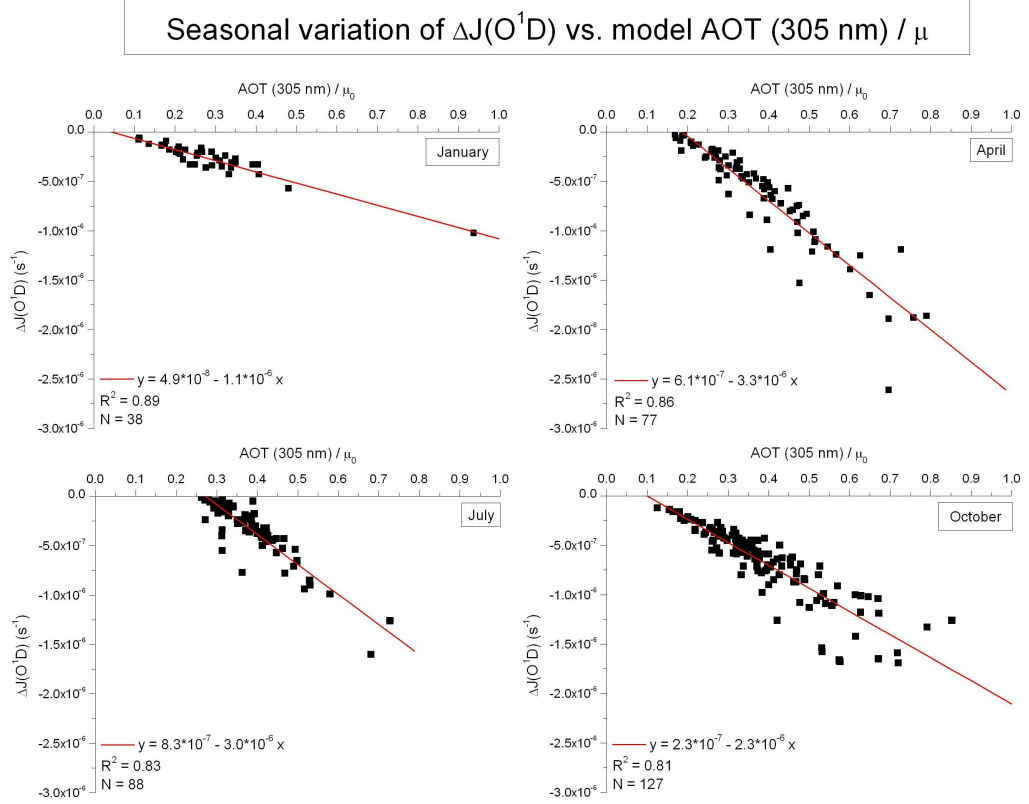 Seasonal variation of ΔJ(O¹D) vs. model AOT (305 nm) / μ
AOT (305 nm) / μ₀
0.0 0.1 0.2 0.3 0.4 0.5 0.6 0.7 0.8 0.9 1.0
0.0
-5.0x10⁻⁷
-1.0x10⁻⁶
-1.5x10⁻⁶
-2.0x10⁻⁶
-2.5x10⁻⁶
-3.0x10⁻⁶
ΔJ(O¹D) (s⁻¹)
January
y = 4.9*10⁻⁸ - 1.1*10⁻⁶ x
R² = 0.89
N = 38
AOT (305 nm) / μ₀
0.0 0.1 0.2 0.3 0.4 0.5 0.6 0.7 0.8 0.9 1.0
0.0
-5.0x10⁻⁷
-1.0x10⁻⁶
-1.5x10⁻⁶
-2.0x10⁻⁶
-2.5x10⁻⁶
-3.0x10⁻⁶
ΔJ(O¹D) (s⁻¹)
April
y = 6.1*10⁻⁷ - 3.3*10⁻⁶ x
R² = 0.86
N = 77
AOT (305 nm) / μ₀
0.0 0.1 0.2 0.3 0.4 0.5 0.6 0.7 0.8 0.9 1.0
0.0
-5.0x10⁻⁷
-1.0x10⁻⁶
-1.5x10⁻⁶
-2.0x10⁻⁶
-2.5x10⁻⁶
-3.0x10⁻⁶
ΔJ(O¹D) (s⁻¹)
July
y = 8.3*10⁻⁷ - 3.0*10⁻⁶ x
R² = 0.83
N = 88
AOT (305 nm) / μ₀
0.0 0.1 0.2 0.3 0.4 0.5 0.6 0.7 0.8 0.9 1.0
0.0
-5.0x10⁻⁷
-1.0x10⁻⁶
-1.5x10⁻⁶
-2.0x10⁻⁶
-2.5x10⁻⁶
-3.0x10⁻⁶
ΔJ(O¹D) (s⁻¹)
October
y = 2.3*10⁻⁷ - 2.3*10⁻⁶ x
R² = 0.81
N = 127